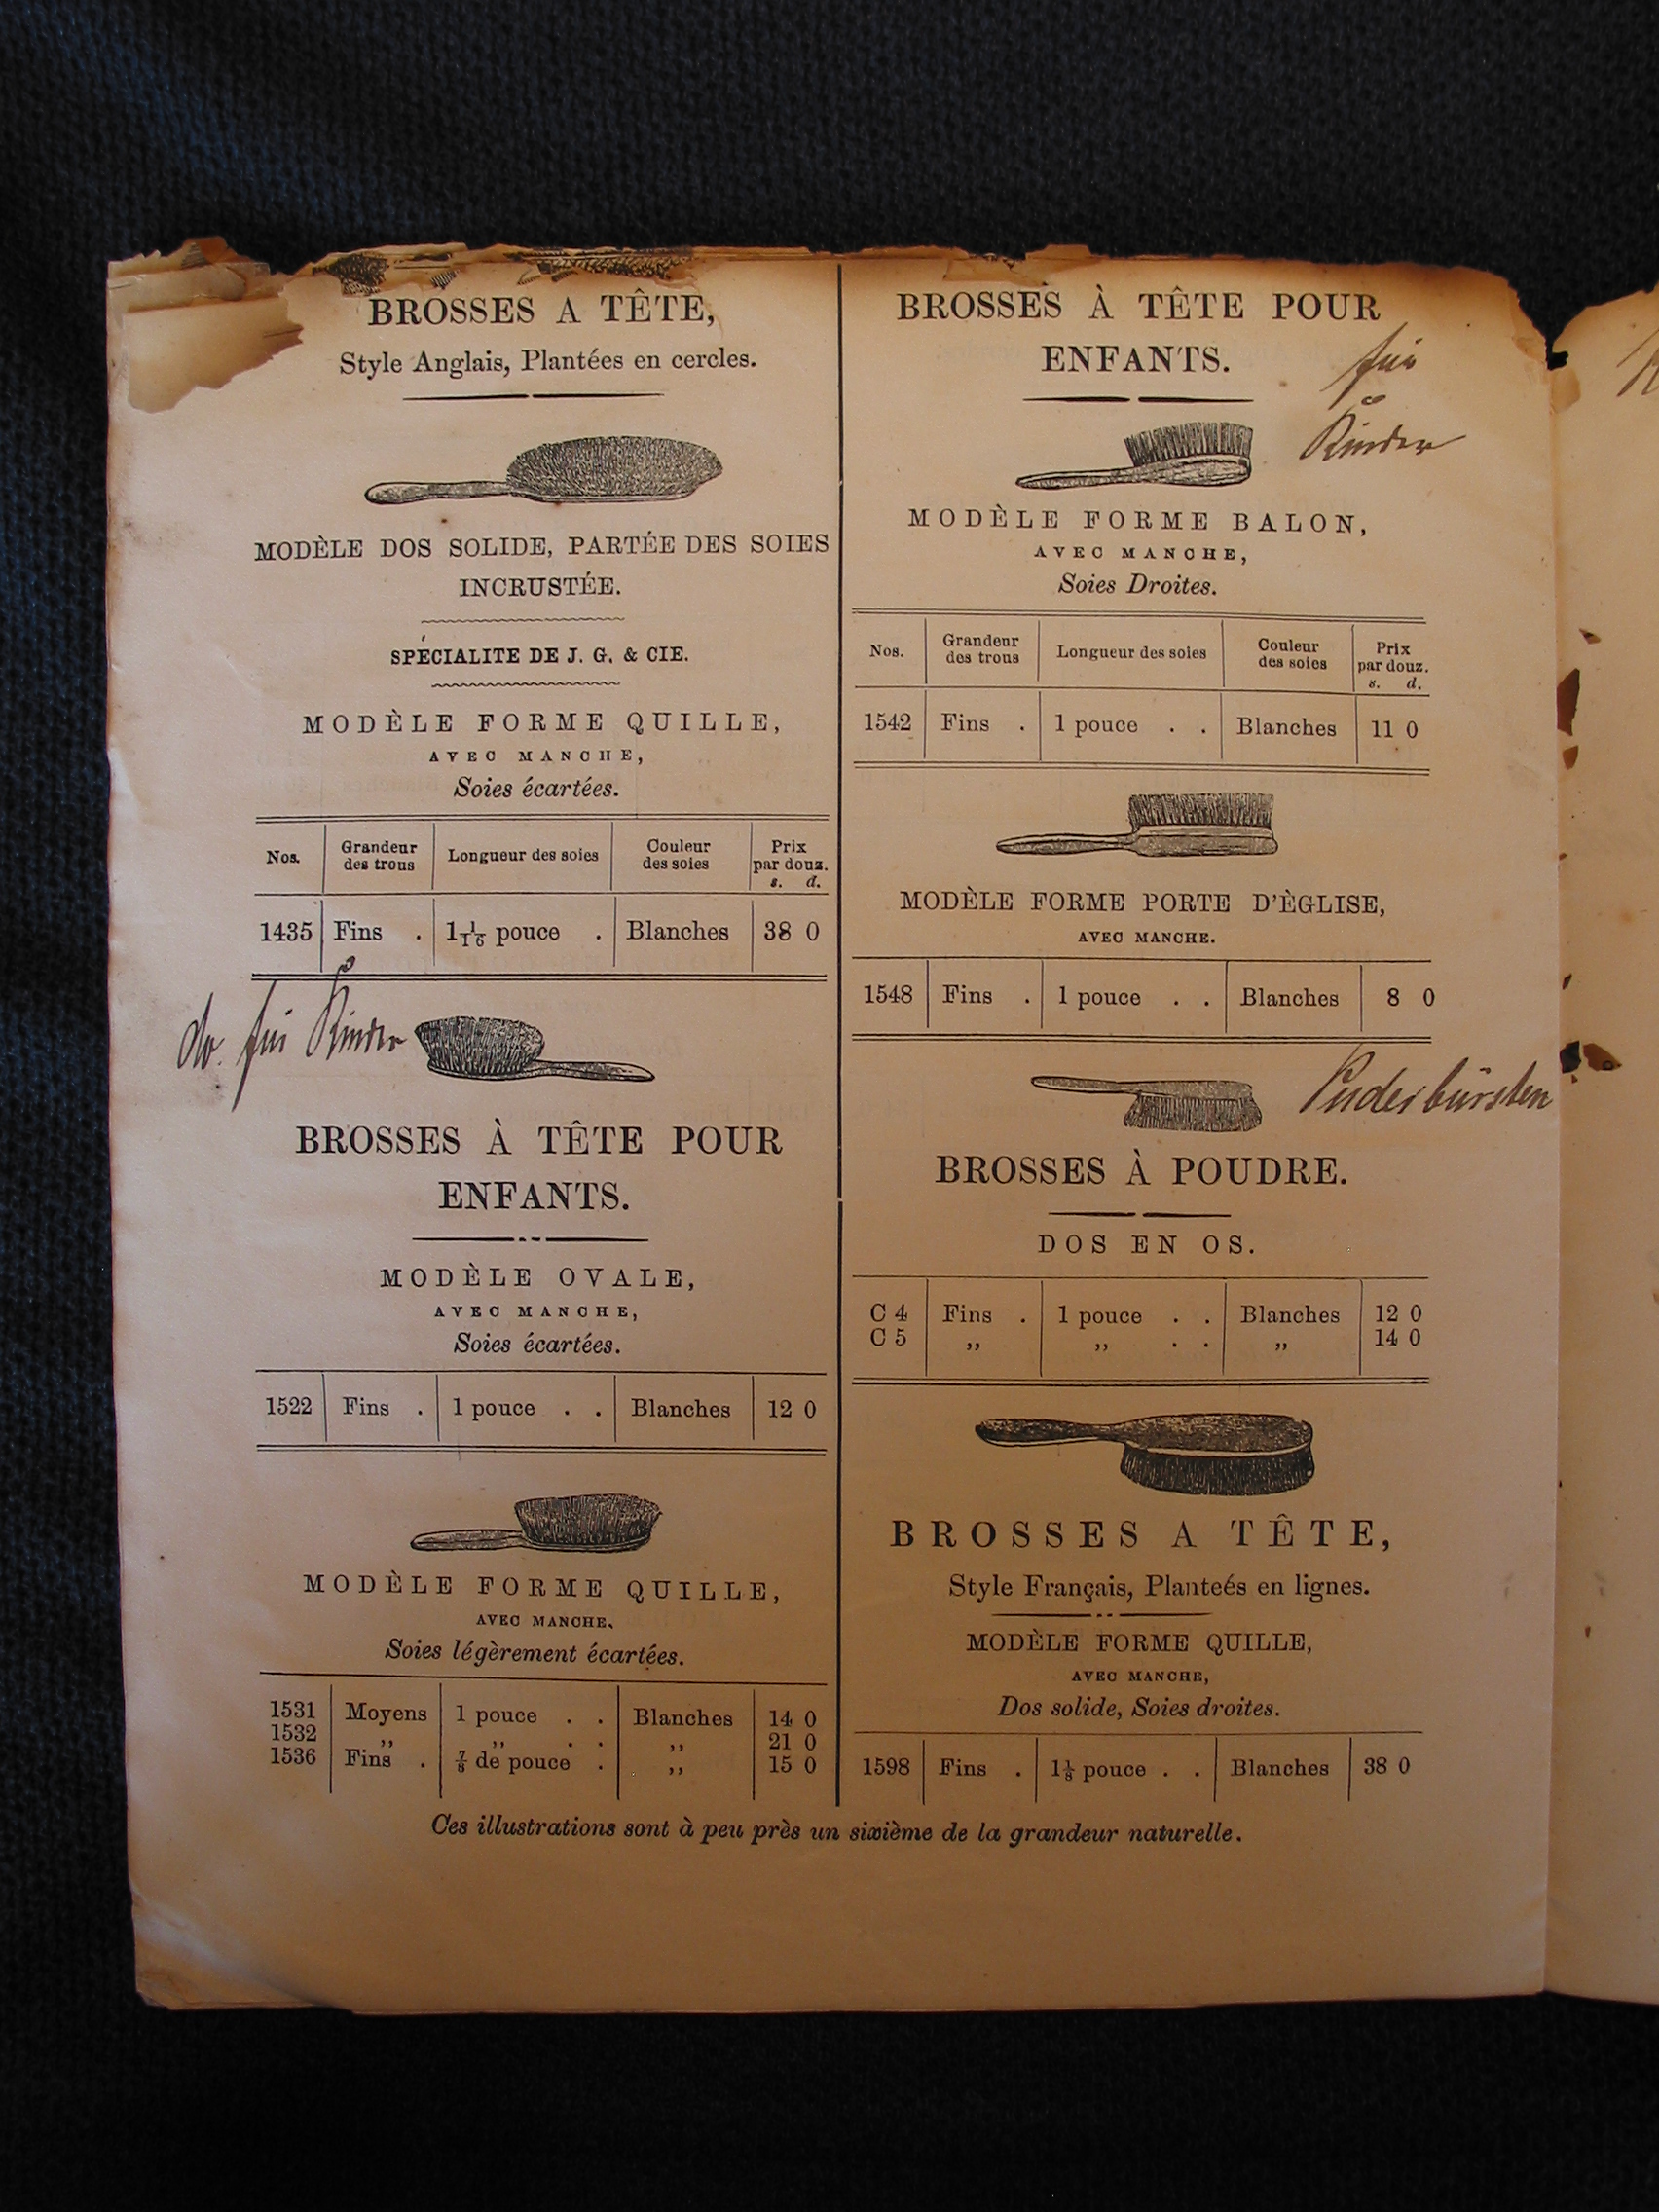 BROSSES A TÊTE,
Style Anglais, Plantées en cercles.
MODÈLE DOS SOLIDE, PARTÉE DES SOIES
INCRUSTÉE.
SPÉCIALITE DE J. G. & CIE.
MODÈLE FORME QUILLE,
AVEC MANCHE,
Soies écartées.
Nos. Grandeur des trous Longueur des soies Couleur des soies Prix par douz. s. d.
1435 Fins . 1 1/16 pouce . Blanches 38 0
do. für Kinder
BROSSES À TÊTE POUR
ENFANTS.
MODÈLE OVALE,
AVEC MANCHE,
Soies écartées.
1522 Fins . 1 pouce . . Blanches 12 0
MODÈLE FORME QUILLE,
AVEC MANCHE.
Soies légèrement écartées.
1531 Moyens 1 pouce . . Blanches 14 0
1532 ,, ,, . . ,, 21 0
1536 Fins . 7/8 de pouce . ,, 15 0
BROSSES À TÊTE POUR
ENFANTS.
für
Kinder
MODÈLE FORME BALON,
AVEC MANCHE,
Soies Droites.
Nos. Grandeur des trous Longueur des soies Couleur des soies Prix par douz. s. d.
1542 Fins . 1 pouce . . Blanches 11 0
MODÈLE FORME PORTE D'ÈGLISE,
AVEC MANCHE.
1548 Fins . 1 pouce . . Blanches 8 0
Puderbürsten
BROSSES À POUDRE.
DOS EN OS.
C 4 Fins . 1 pouce . . Blanches 12 0
C 5 ,, ,, . . ,, 14 0
BROSSES A TÊTE,
Style Français, Planteés en lignes.
MODÈLE FORME QUILLE,
AVEC MANCHE,
Dos solide, Soies droites.
1598 Fins . 1 1/8 pouce . . Blanches 38 0
Ces illustrations sont à peu près un sixième de la grandeur naturelle.